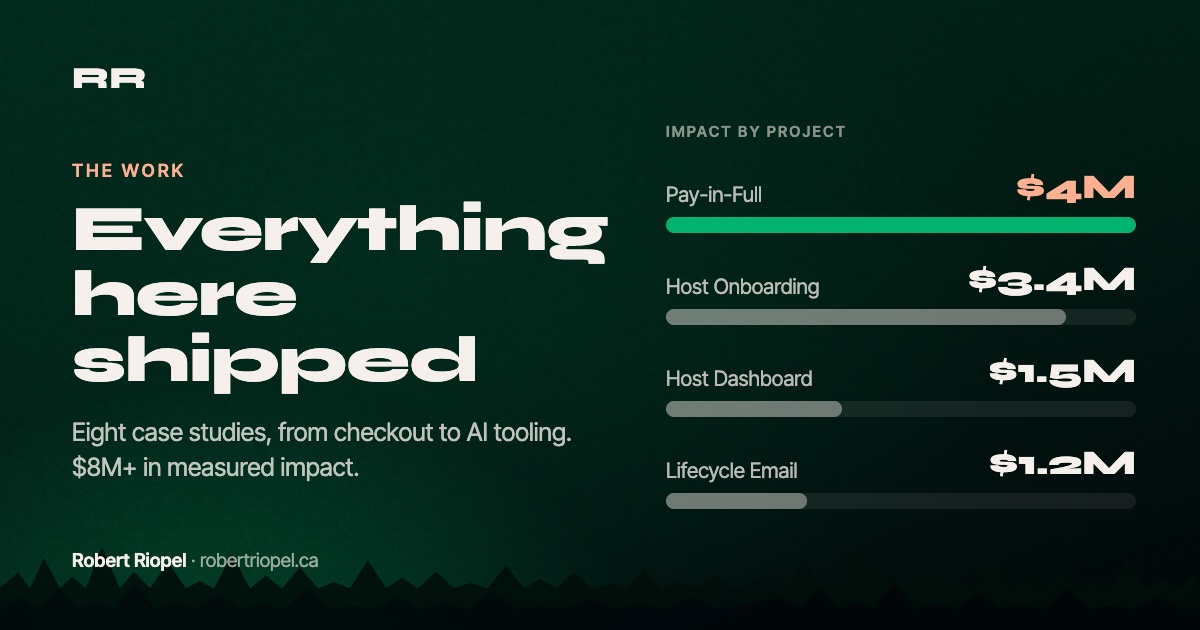 RR
THE WORK
Everything
here
shipped
Eight case studies, from checkout to AI tooling.
$8M+ in measured impact.
Robert Riopel · robertriopel.ca
IMPACT BY PROJECT
Pay-in-Full $4M
Host Onboarding $3.4M
Host Dashboard $1.5M
Lifecycle Email $1.2M